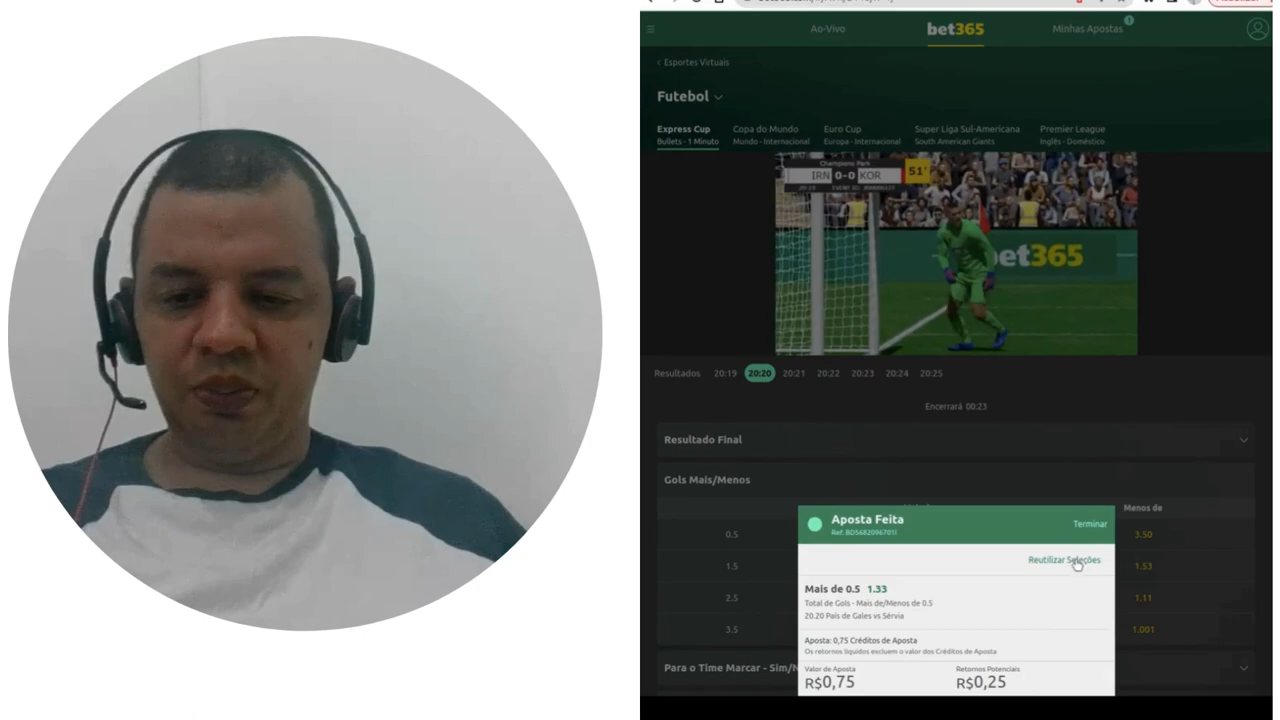 Ao-Vivo
bet365
Minhas Apostas
1
Esportes Virtuais
Futebol
Express Cup
Bullets - 1 Minuto
Copa do Mundo
Mundo - Internacional
Euro Cup
Europa - Internacional
Super Liga Sul-Americana
South American Giants
Premier League
Inglês - Doméstico
Champions Park
IRN 0-0 KOR 51'
bet365
Resultados 20:19 20:20 20:21 20:22 20:23 20:24 20:25
Encerrará 00:23
Resultado Final
Gols Mais/Menos
Menos de
0.5 3.50
1.5 1.53
2.5 1.11
3.5 1.001
Aposta Feita
Terminar
Reutilizar Seleções
Mais de 0.5 1.33
Total de Gols - Mais de/Menos de 0.5
20.20 País de Gales vs Sérvia
Aposta: 0,75 Créditos de Aposta
Os retornos líquidos excluem o valor dos Créditos de Aposta
Valor de Aposta
R$0,75
Retornos Potenciais
R$0,25
Para o Time Marcar - Sim/N